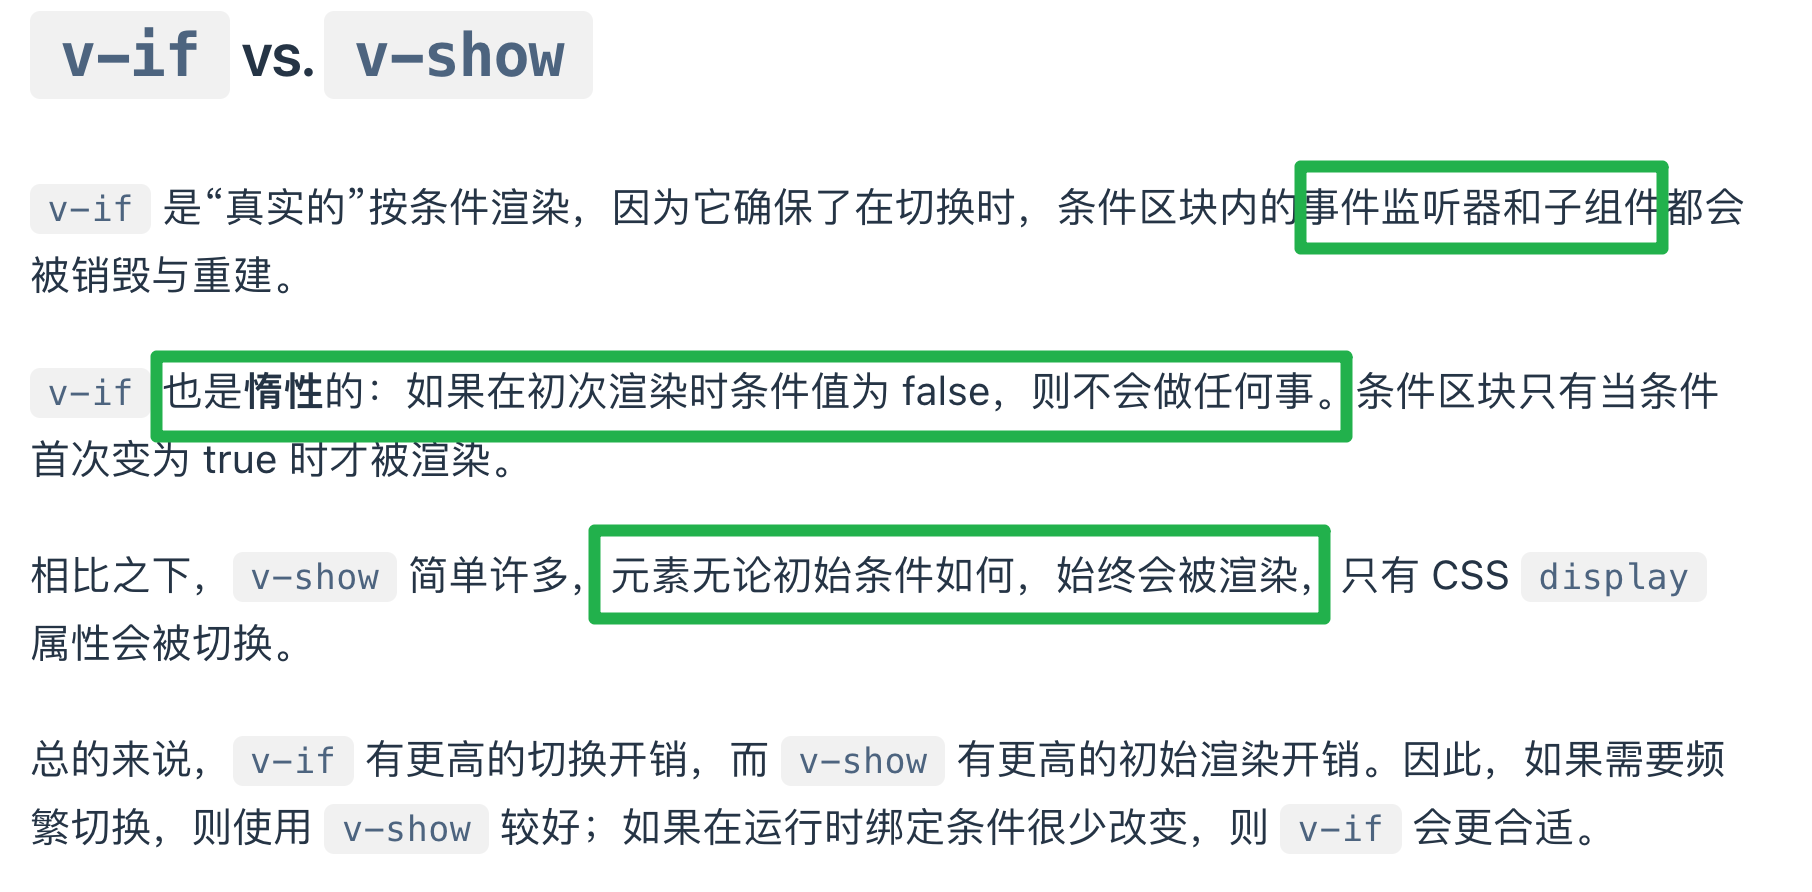 v-if vs. v-show
v-if 是“真实的”按条件渲染，因为它确保了在切换时，条件区块内的事件监听器和子组件都会
被销毁与重建。
v-if 也是惰性的：如果在初次渲染时条件值为 false，则不会做任何事。条件区块只有当条件
首次变为 true 时才被渲染。
相比之下，v-show 简单许多，元素无论初始条件如何，始终会被渲染，只有 CSS display
属性会被切换。
总的来说，v-if 有更高的切换开销，而 v-show 有更高的初始渲染开销。因此，如果需要频
繁切换，则使用 v-show 较好；如果在运行时绑定条件很少改变，则 v-if 会更合适。